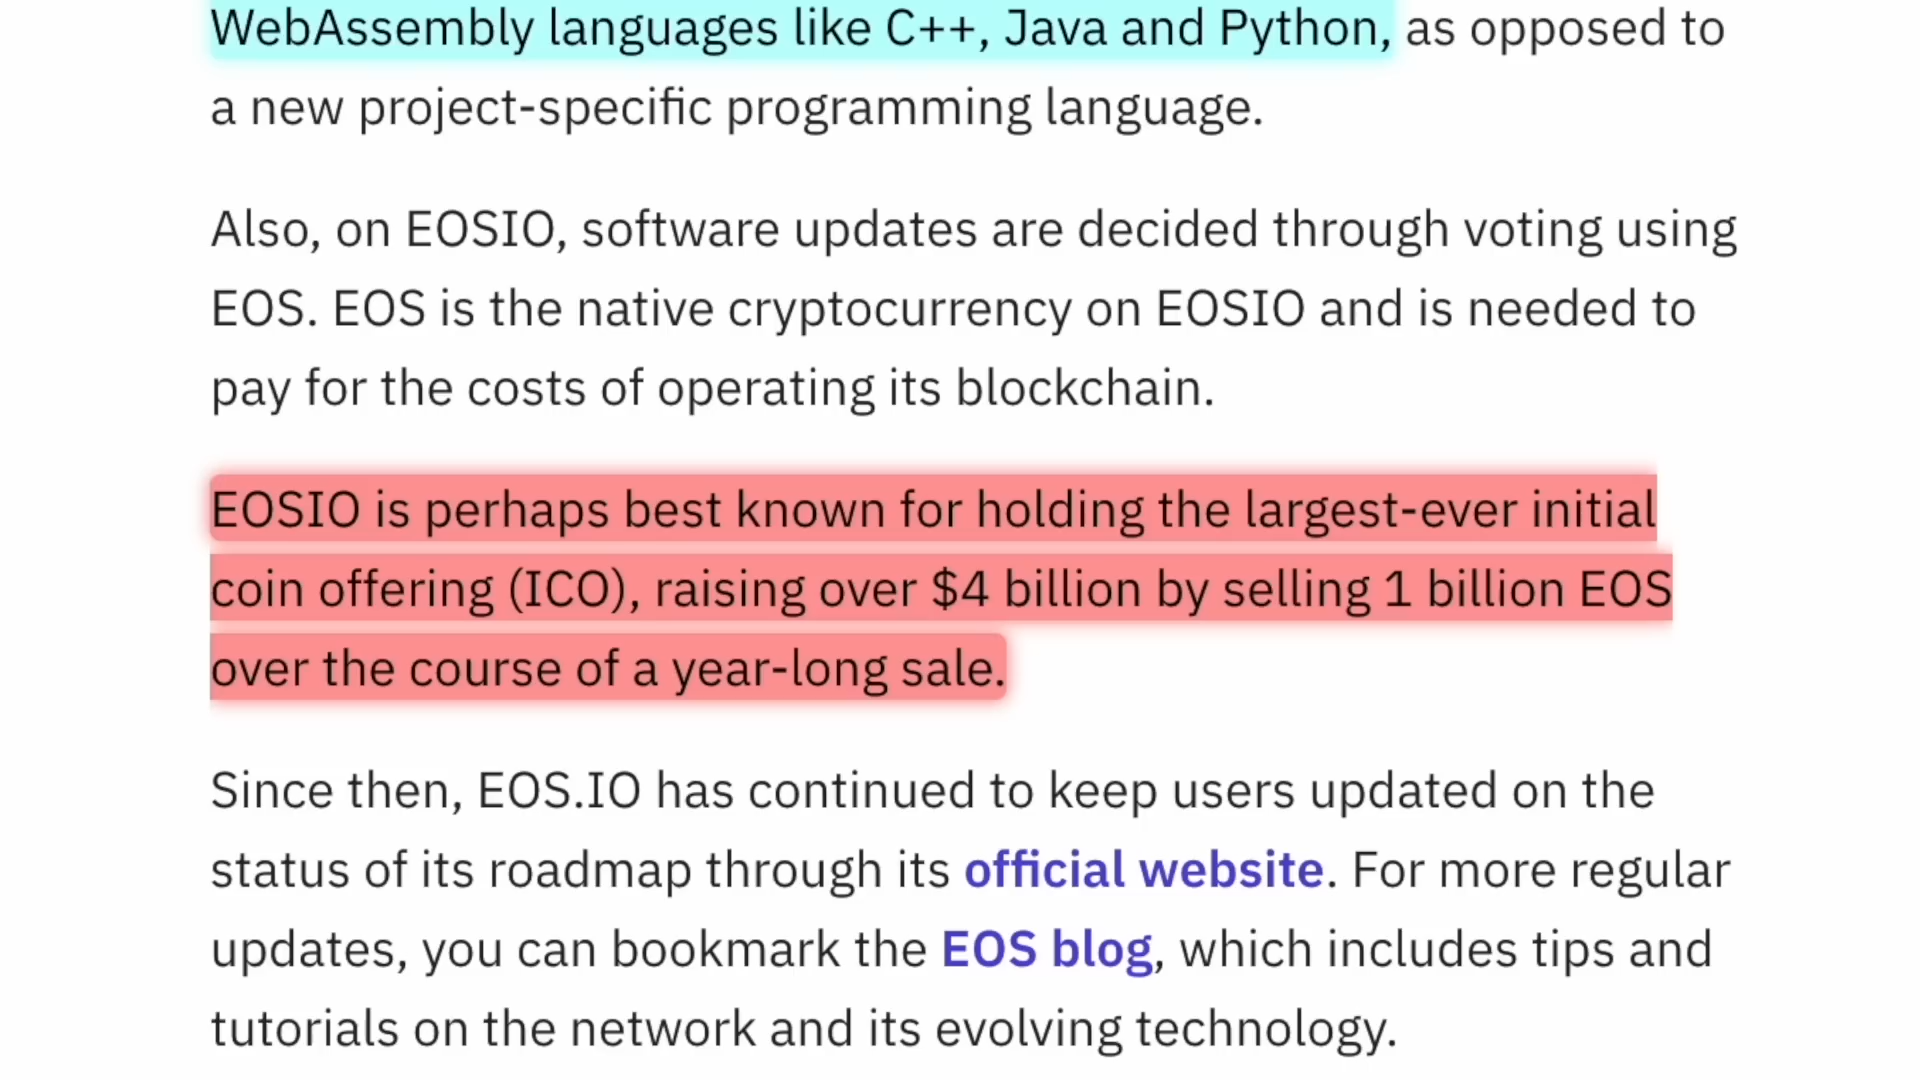 WebAssembly languages like C++, Java and Python, as opposed to
a new project-specific programming language.
Also, on EOSIO, software updates are decided through voting using
EOS. EOS is the native cryptocurrency on EOSIO and is needed to
pay for the costs of operating its blockchain.
EOSIO is perhaps best known for holding the largest-ever initial
coin offering (ICO), raising over $4 billion by selling 1 billion EOS
over the course of a year-long sale.
Since then, EOS.IO has continued to keep users updated on the
status of its roadmap through its official website. For more regular
updates, you can bookmark the EOS blog, which includes tips and
tutorials on the network and its evolving technology.